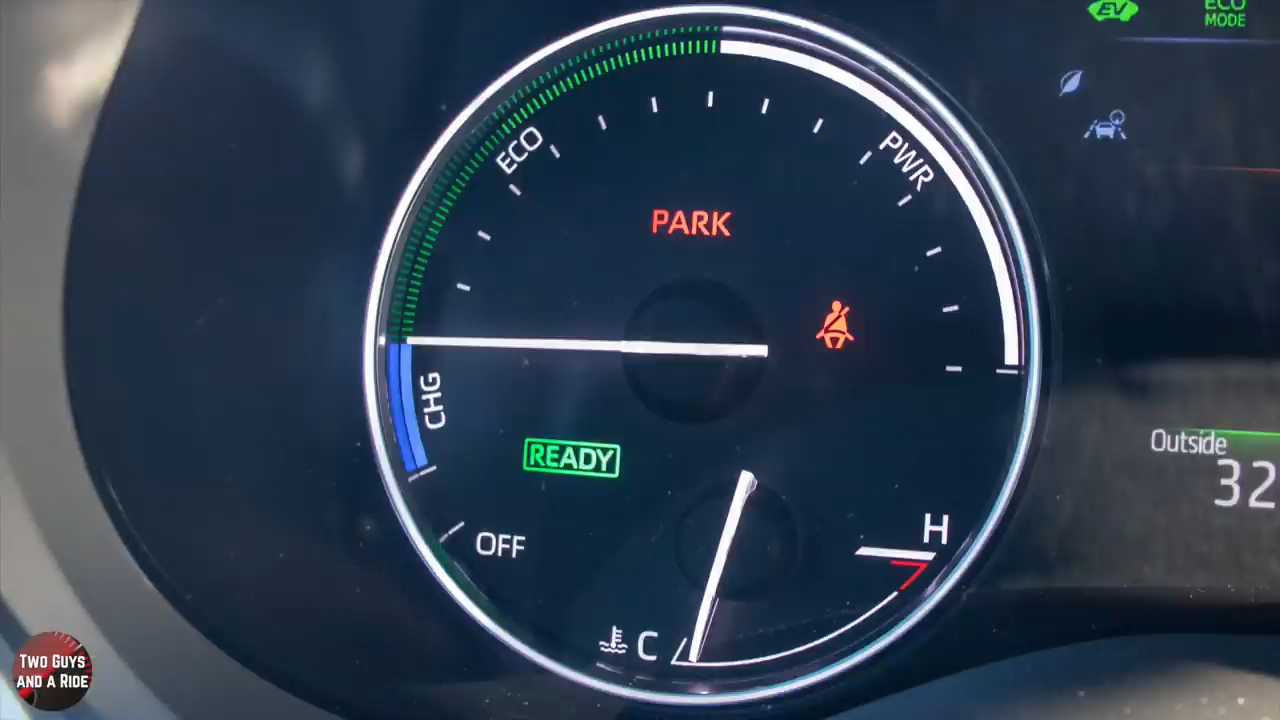 EV
ECO
MODE
ECO
PWR
PARK
CHG
READY
Outside
32
OFF
H
C
TWO GUYS
AND A RIDE